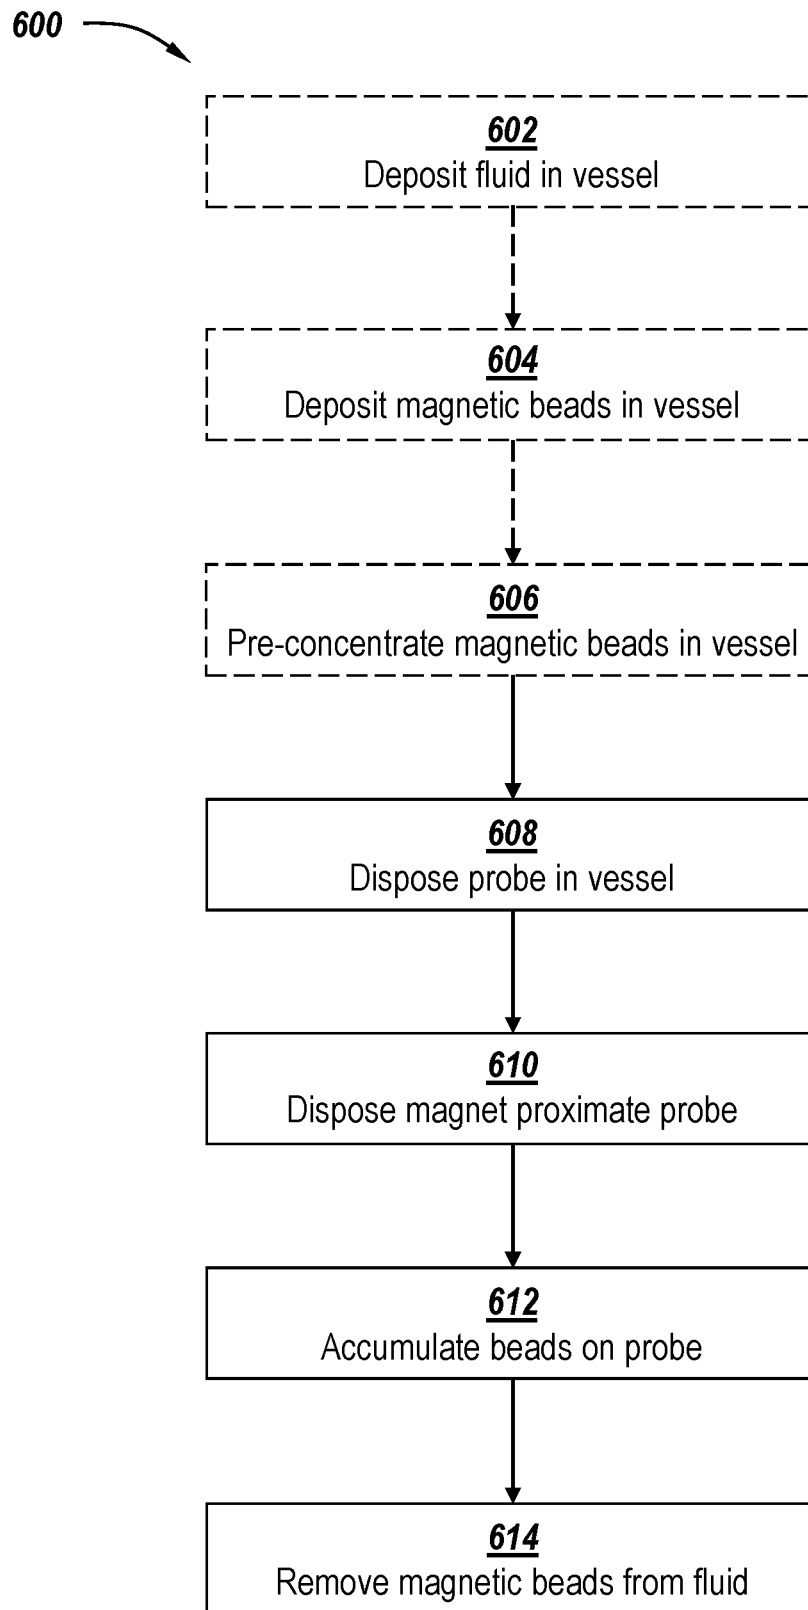 600
602
Deposit fluid in vessel
604
Deposit magnetic beads in vessel
606
Pre-concentrate magnetic beads in vessel
608
Dispose probe in vessel
610
Dispose magnet proximate probe
612
Accumulate beads on probe
614
Remove magnetic beads from fluid